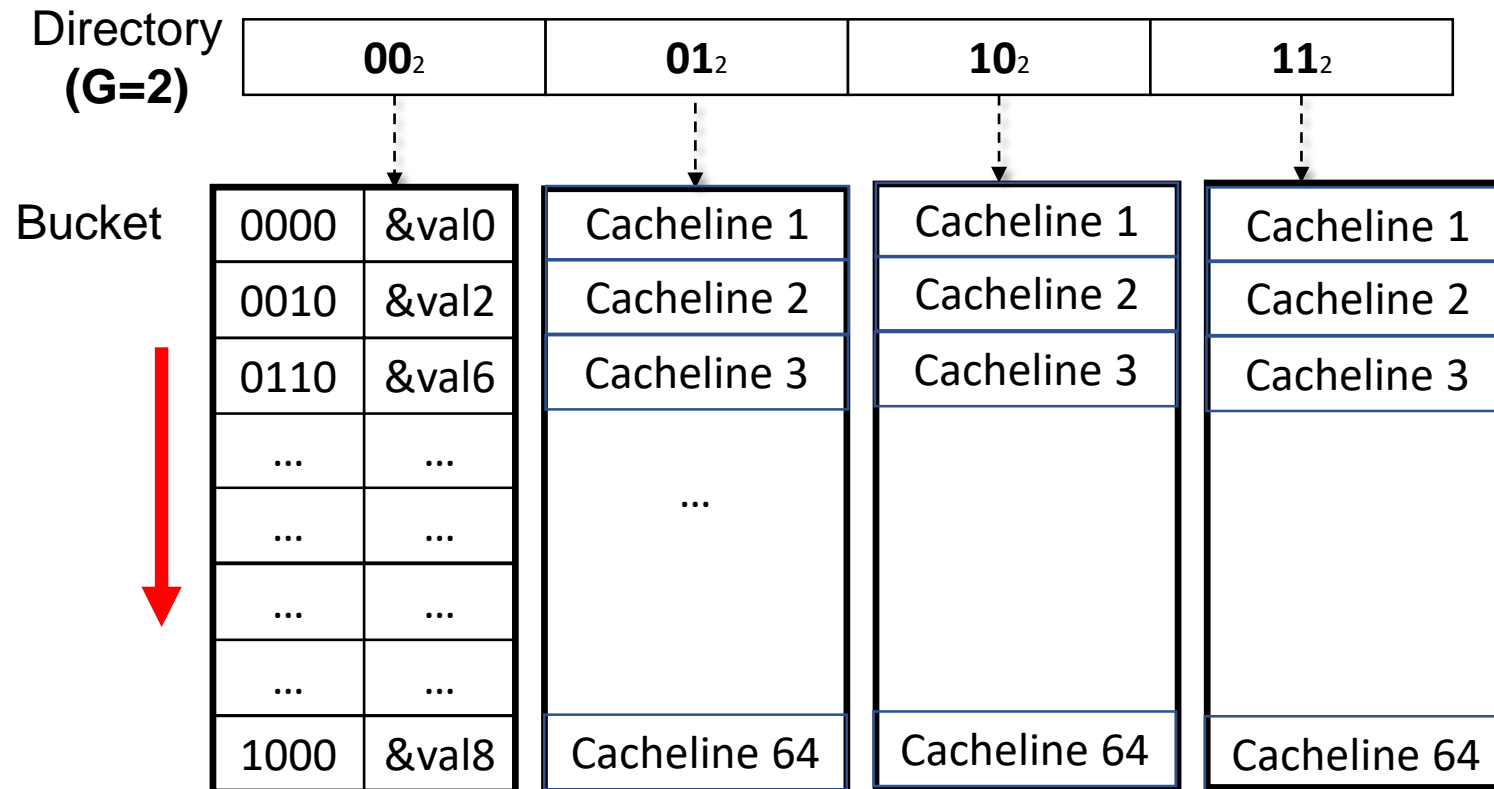 Directory
(G=2)
00₂ 01₂ 10₂ 11₂
Bucket
0000 &val0 Cacheline 1 Cacheline 1 Cacheline 1
0010 &val2 Cacheline 2 Cacheline 2 Cacheline 2
0110 &val6 Cacheline 3 Cacheline 3 Cacheline 3
... ...
... ... ...
... ...
... ...
1000 &val8 Cacheline 64 Cacheline 64 Cacheline 64